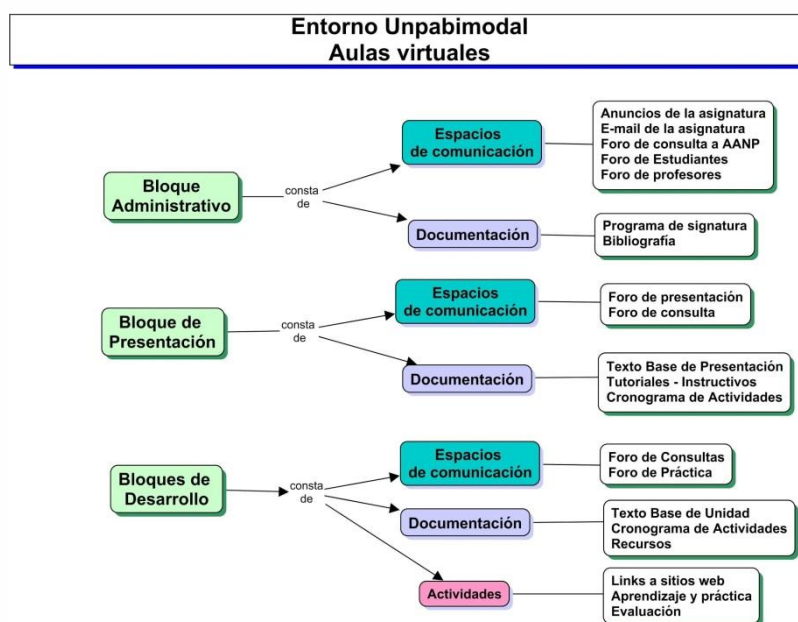 Entorno Unpabimodal
Aulas virtuales
Bloque
Administrativo
consta
de
Espacios
de comunicación
Anuncios de la asignatura
E-mail de la asignatura
Foro de consulta a AANP
Foro de Estudiantes
Foro de profesores
Documentación
Programa de signatura
Bibliografía
Bloque de
Presentación
consta
de
Espacios
de comunicación
Foro de presentación
Foro de consulta
Documentación
Texto Base de Presentación
Tutoriales - Instructivos
Cronograma de Actividades
Bloques de
Desarrollo
consta
de
Espacios
de comunicación
Foro de Consultas
Foro de Práctica
Documentación
Texto Base de Unidad
Cronograma de Actividades
Recursos
Actividades
Links a sitios web
Aprendizaje y práctica
Evaluación